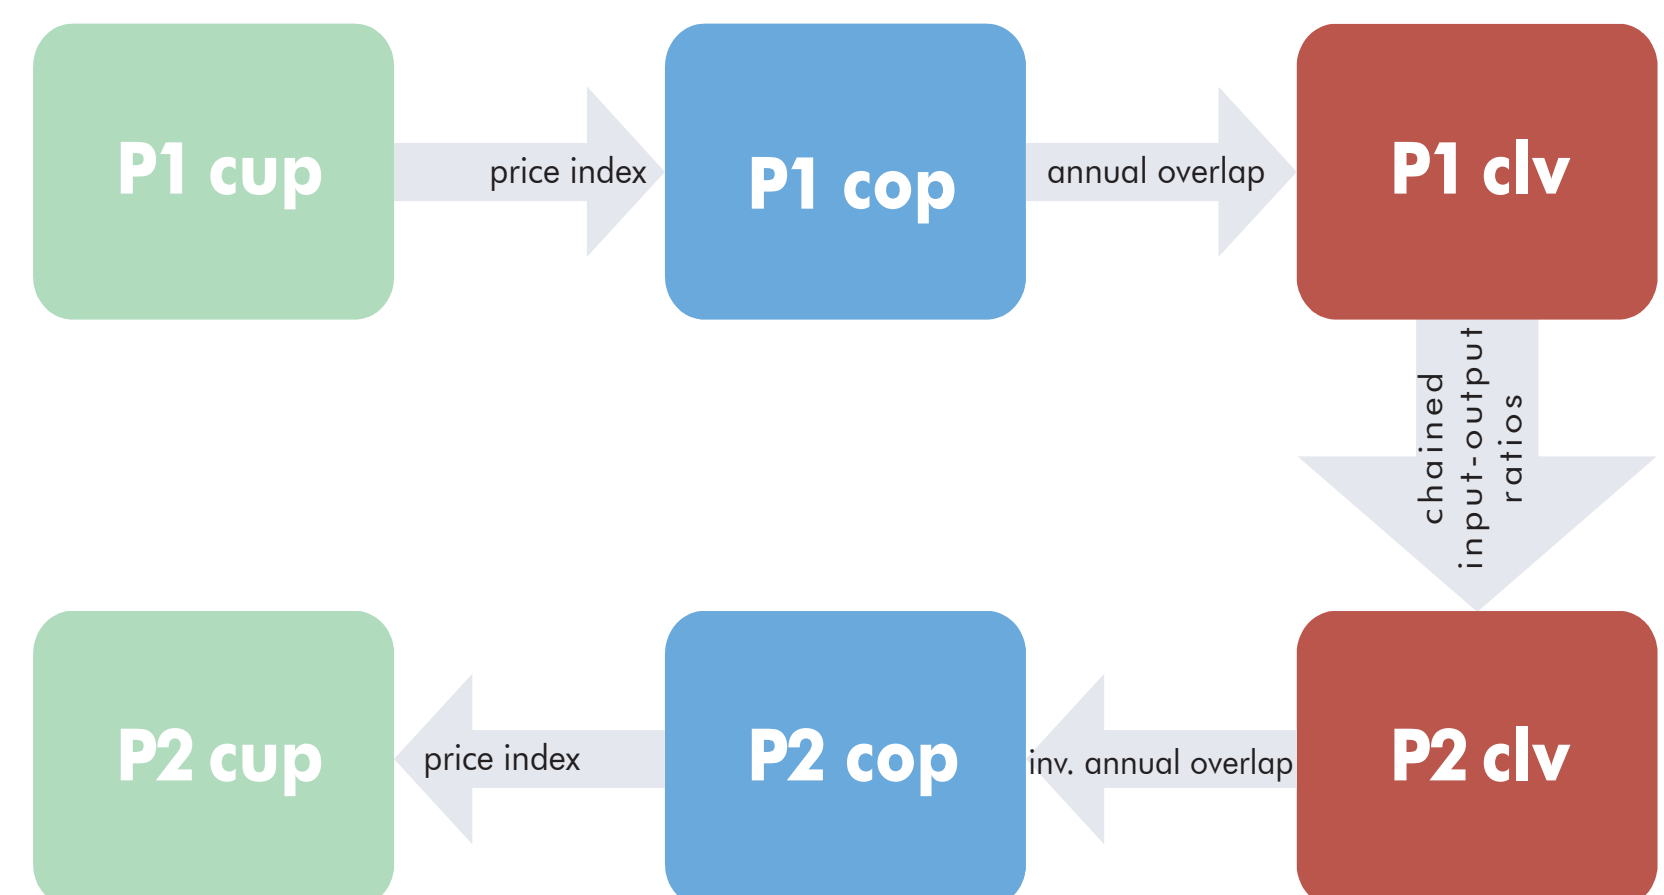 P1 cup
price index
P1 cop
annual overlap
P1 clv
chained
input-output
ratios
P2 cup
price index
P2 cop
inv. annual overlap
P2 clv